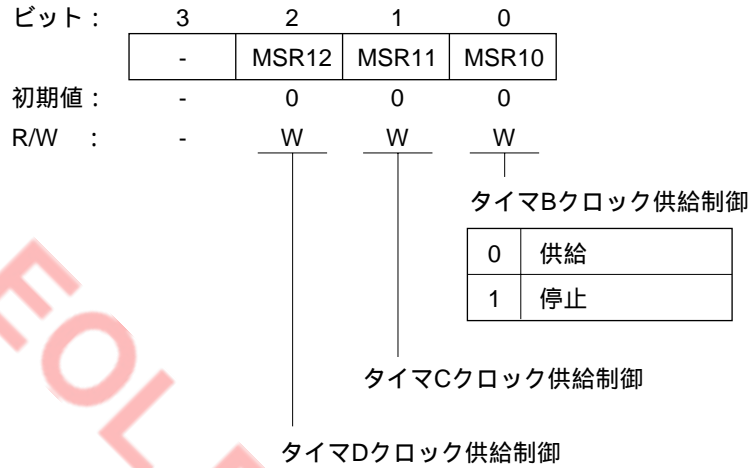 ビット： 3 2 1 0
- MSR12 MSR11 MSR10
初期値： - 0 0 0
R/W ： - W W W
タイマBクロック供給制御
0 供給
1 停止
タイマCクロック供給制御
タイマDクロック供給制御
EOL